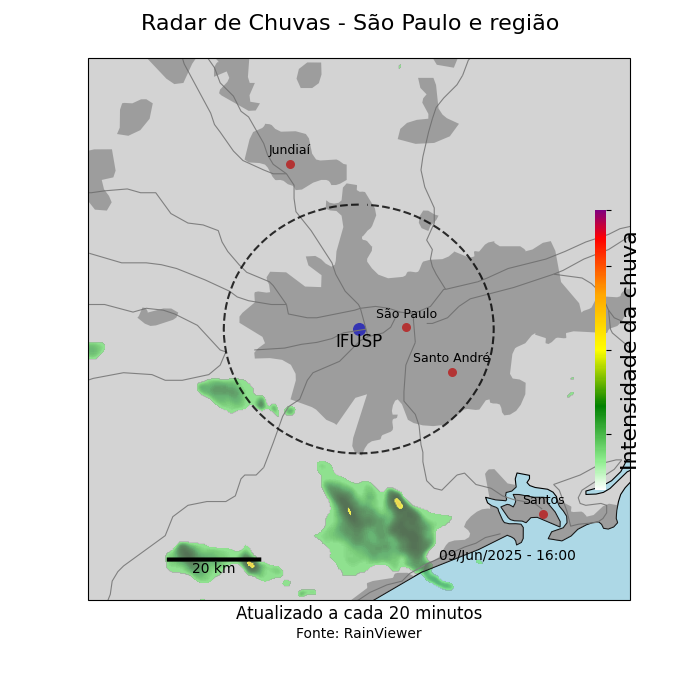 Radar de Chuvas - São Paulo e região
Jundiaí
São Paulo
IFUSP
Santo André
Intensidade da chuva
Santos
09/Jun/2025 - 16:00
20 km
Atualizado a cada 20 minutos
Fonte: RainViewer